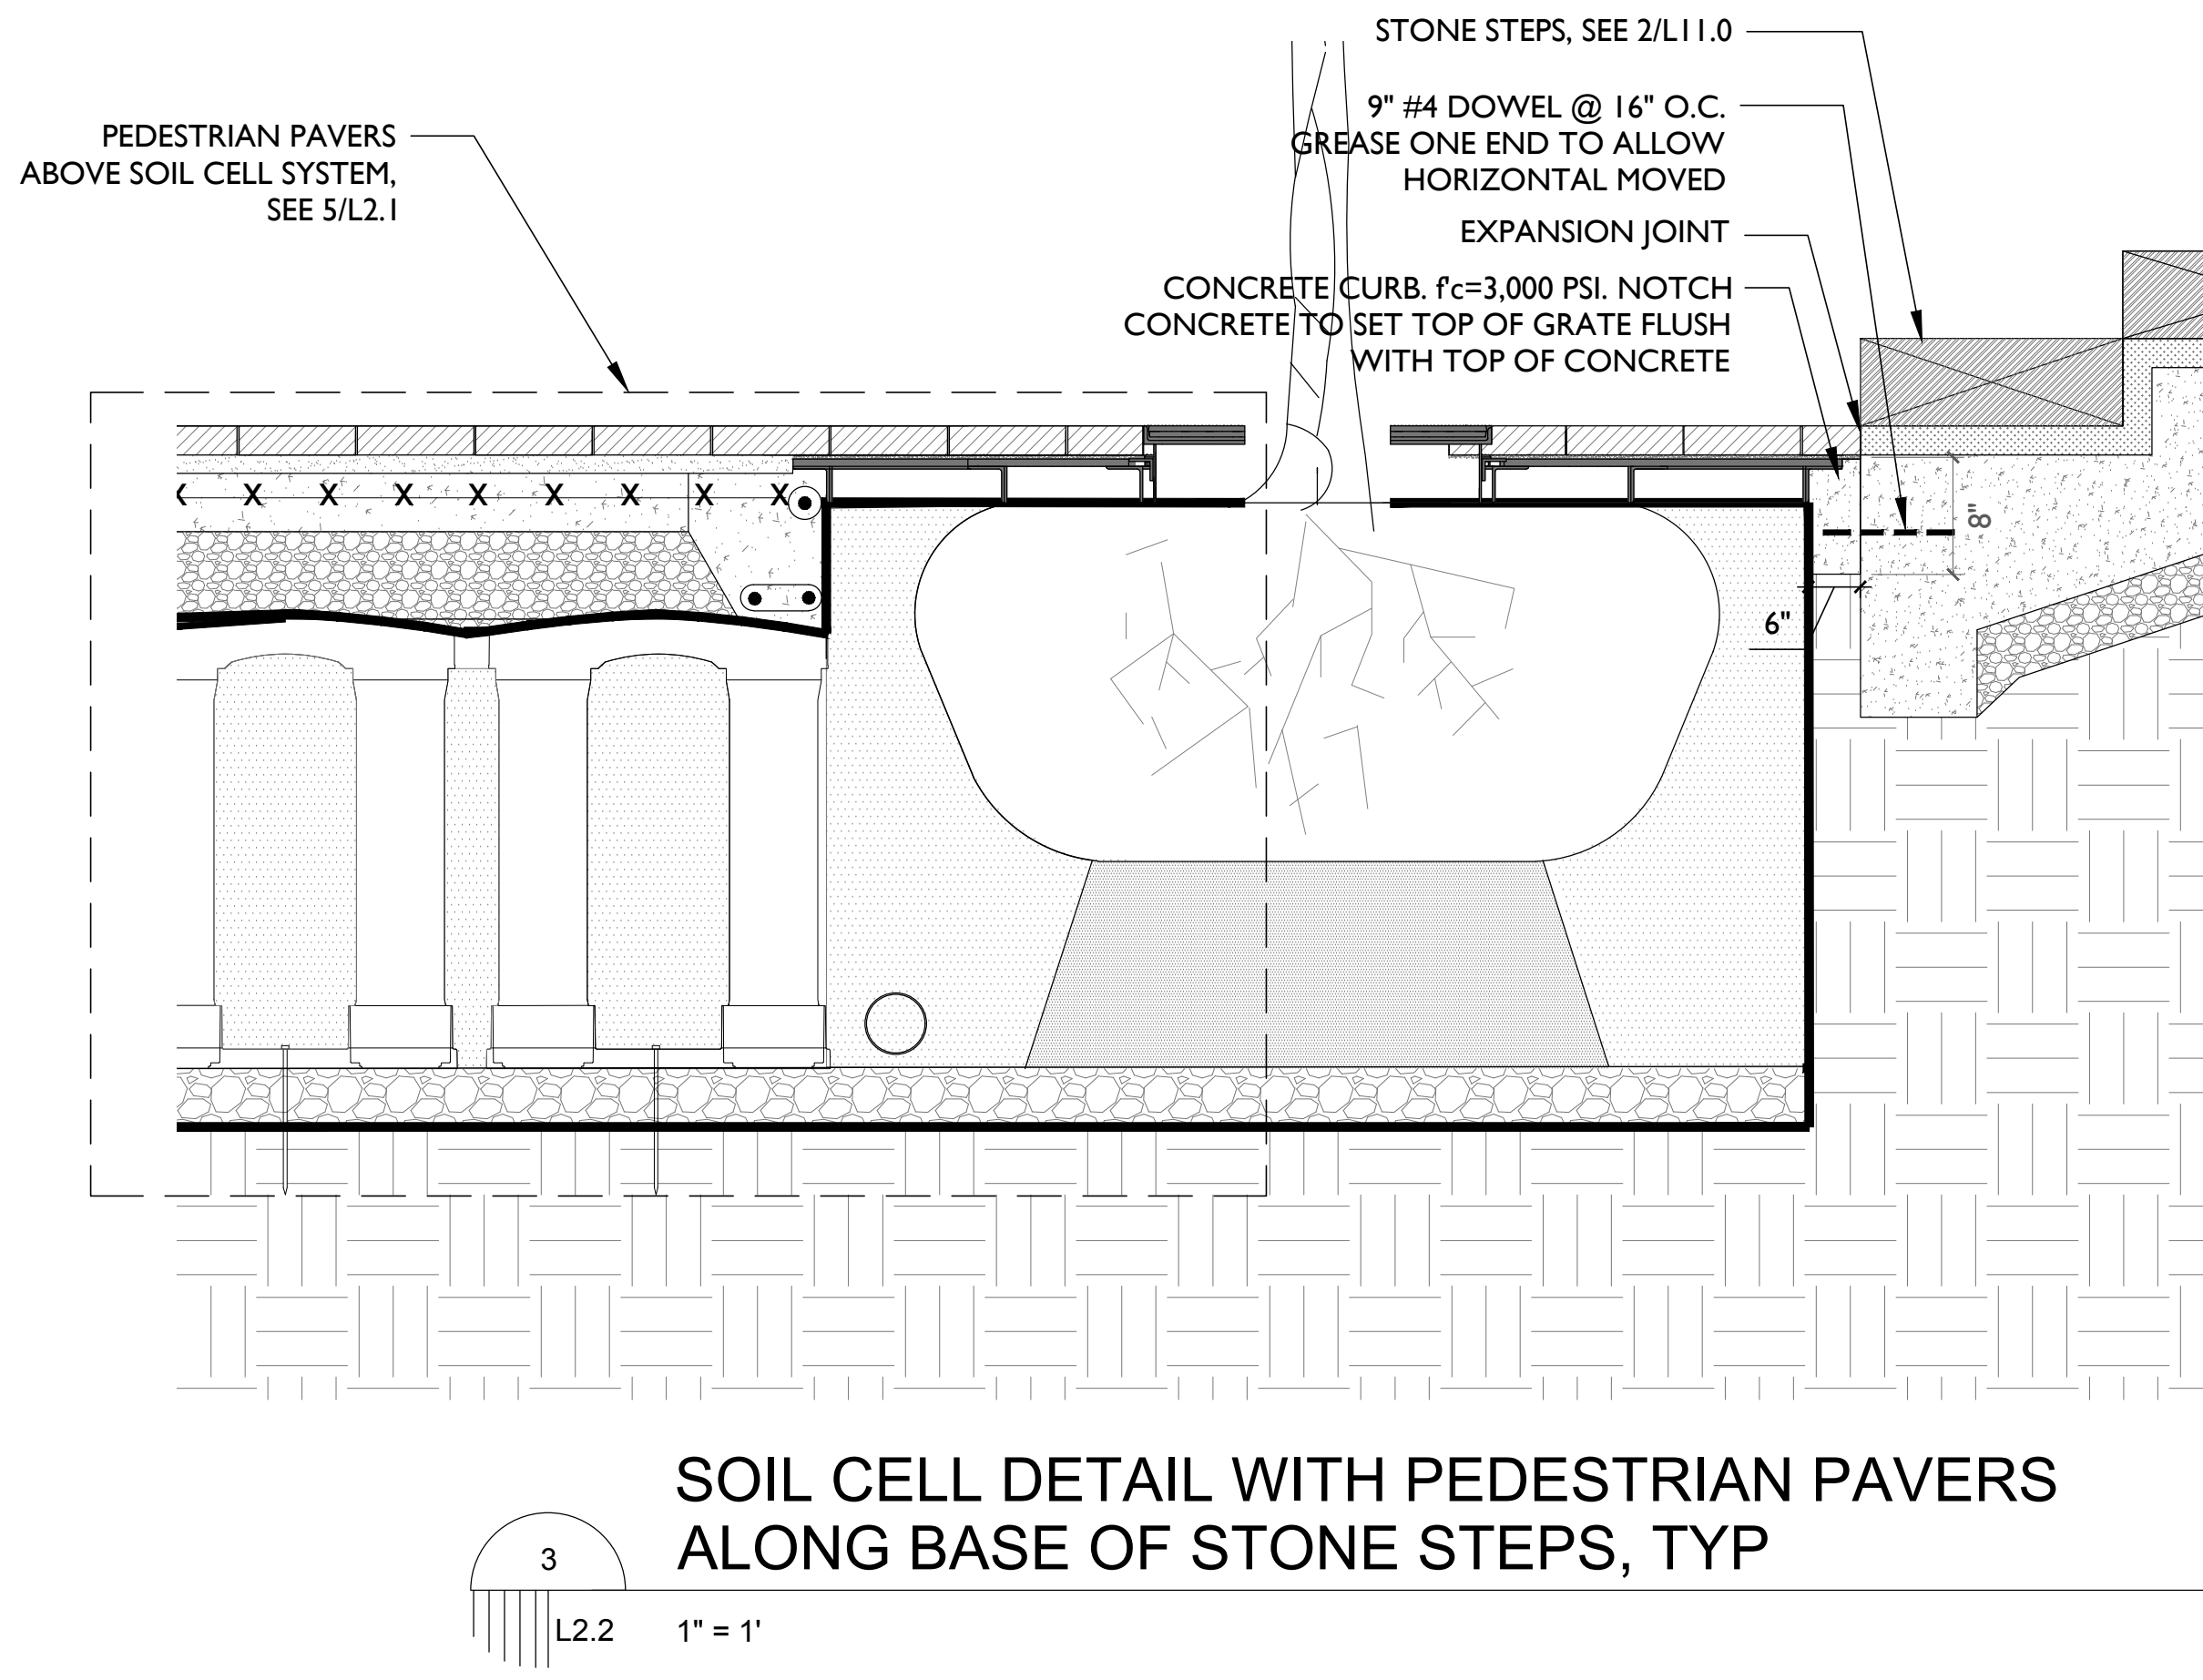 STONE STEPS, SEE 2/L11.0
9" #4 DOWEL @ 16" O.C.
GREASE ONE END TO ALLOW
HORIZONTAL MOVED
EXPANSION JOINT
CONCRETE CURB. f'c=3,000 PSI. NOTCH
CONCRETE TO SET TOP OF GRATE FLUSH
WITH TOP OF CONCRETE
PEDESTRIAN PAVERS
ABOVE SOIL CELL SYSTEM,
SEE 5/L2.1
X X X X X X X X X
8"
6"
SOIL CELL DETAIL WITH PEDESTRIAN PAVERS
ALONG BASE OF STONE STEPS, TYP
3
L2.2
1" = 1'